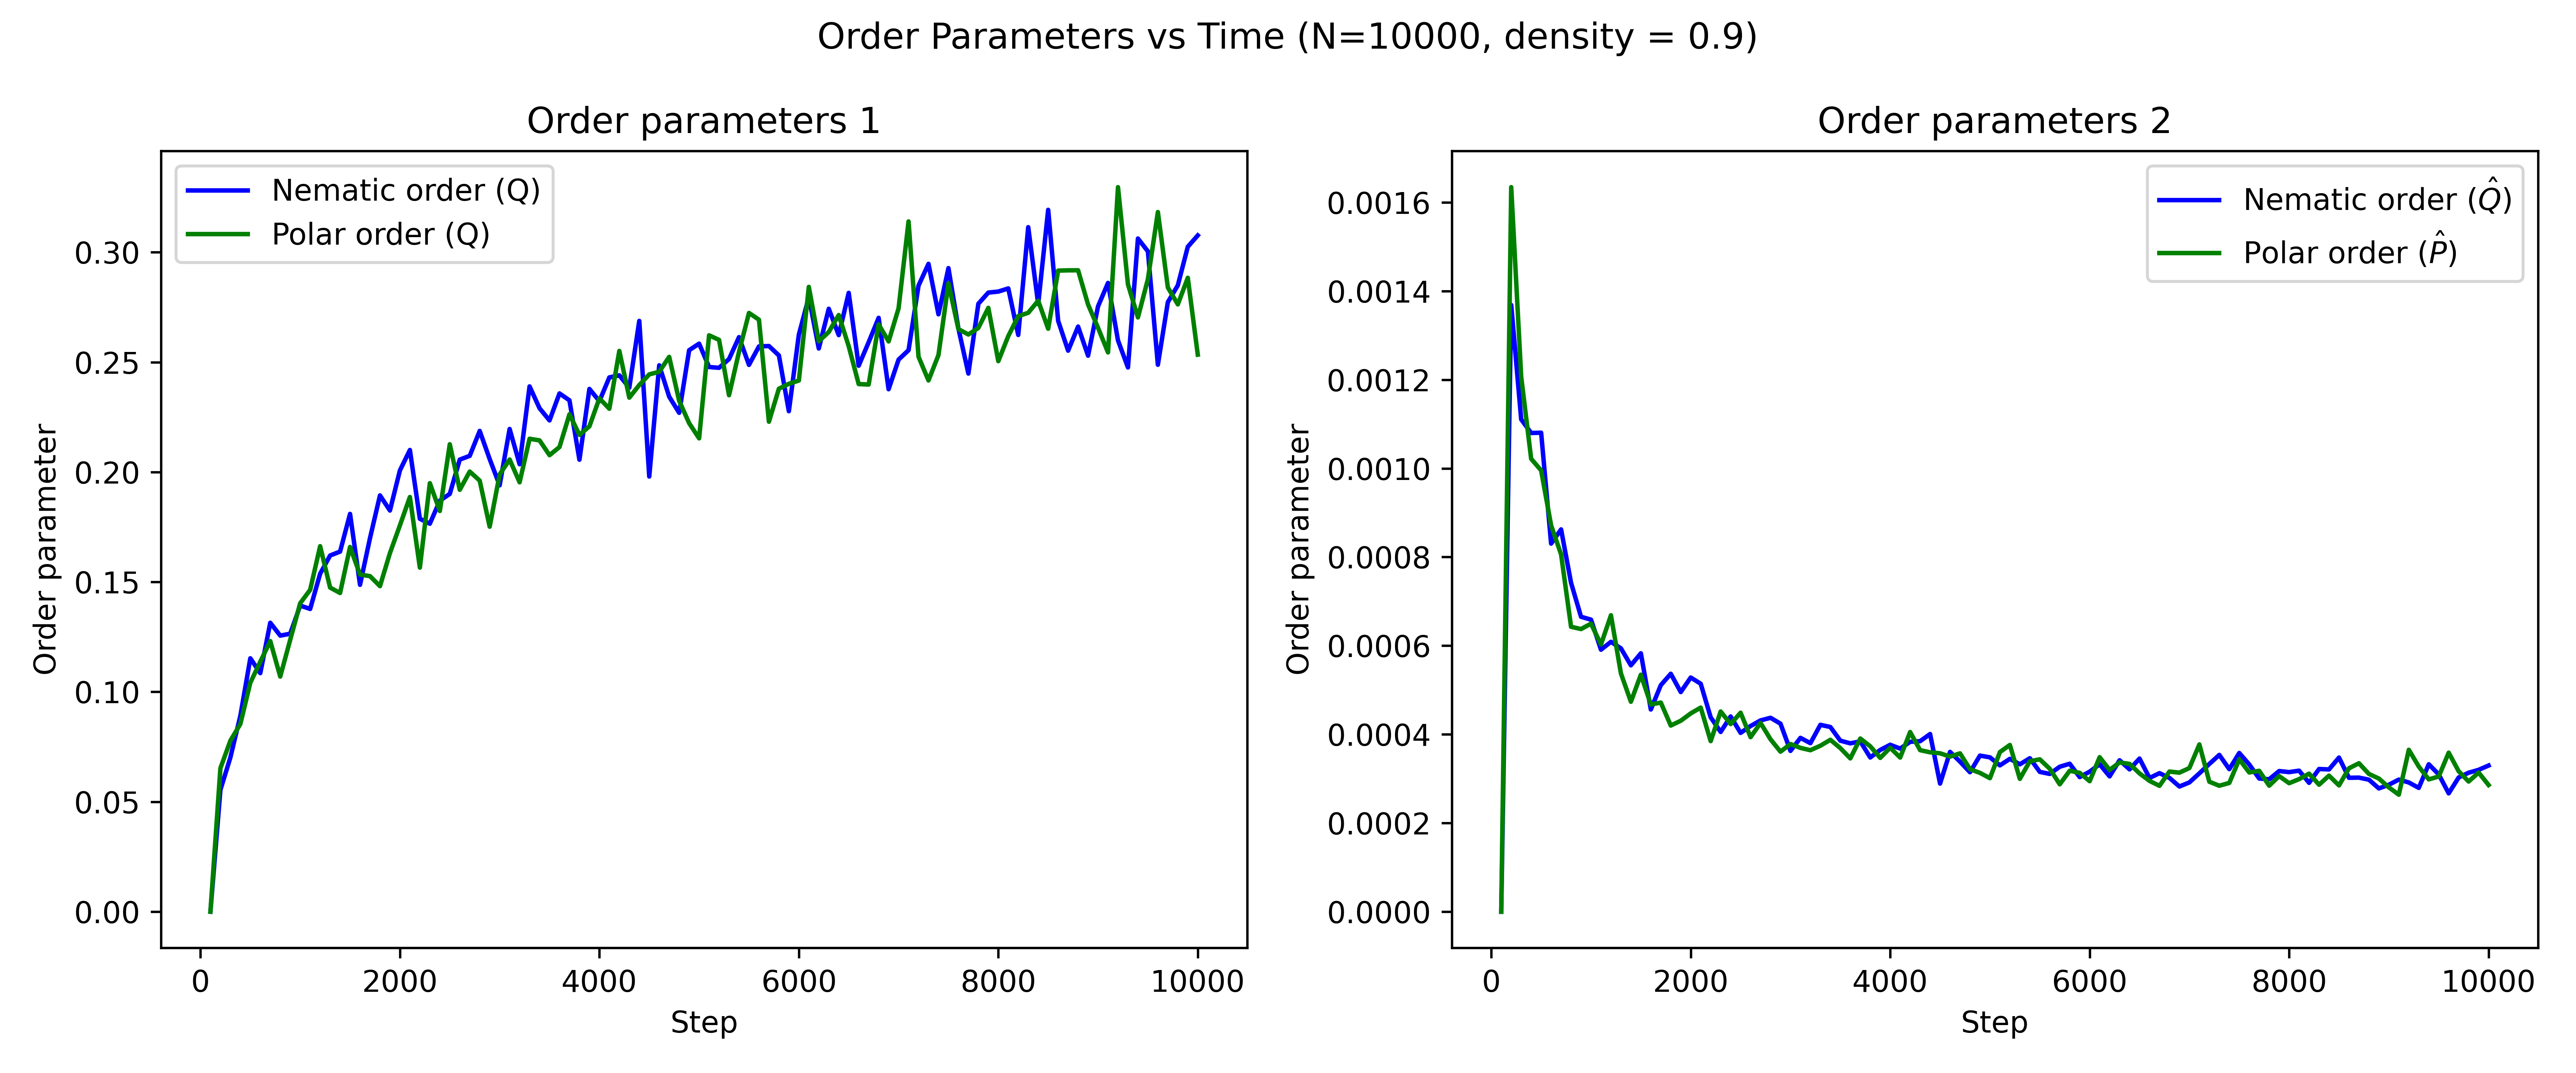 Order Parameters vs Time (N=10000, density = 0.9)
Order parameters 1
Nematic order (Q)
Polar order (Q)
0.30
0.25
0.20
0.15
0.10
0.05
0.00
Order parameter
0 2000 4000 6000 8000 10000
Step
Order parameters 2
Nematic order (Q̂)
Polar order (P̂)
0.0016
0.0014
0.0012
0.0010
0.0008
0.0006
0.0004
0.0002
0.0000
Order parameter
0 2000 4000 6000 8000 10000
Step